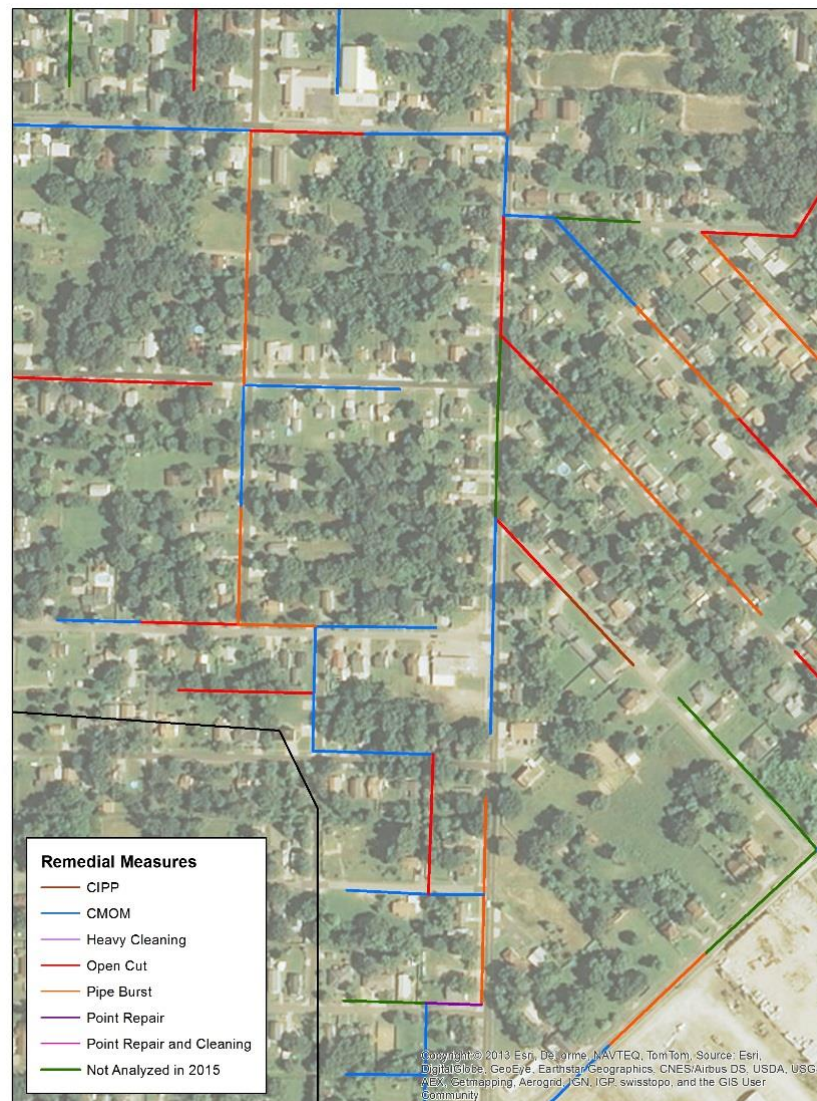 Remedial Measures
CIPP
CMOM
Heavy Cleaning
Open Cut
Pipe Burst
Point Repair
Point Repair and Cleaning
Not Analyzed in 2015
Copyright:© 2013 Esri, DeLorme, NAVTEQ, TomTom, Source: Esri,
DigitalGlobe, GeoEye, Earthstar Geographics, CNES/Airbus DS, USDA, USG
AEX, Getmapping, Aerogrid, IGN, IGP, swisstopo, and the GIS User
Community